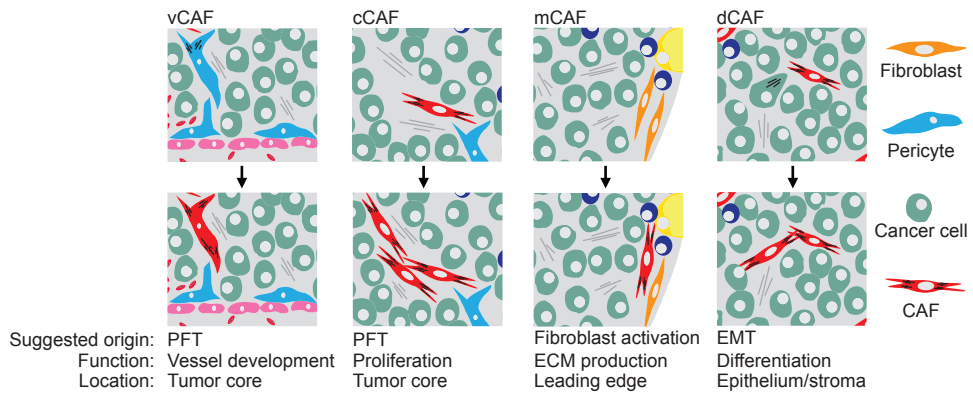 vCAF
cCAF
mCAF
dCAF
Fibroblast
Pericyte
Cancer cell
CAF
Suggested origin: PFT PFT Fibroblast activation EMT
Function: Vessel development Proliferation ECM production Differentiation
Location: Tumor core Tumor core Leading edge Epithelium/stroma